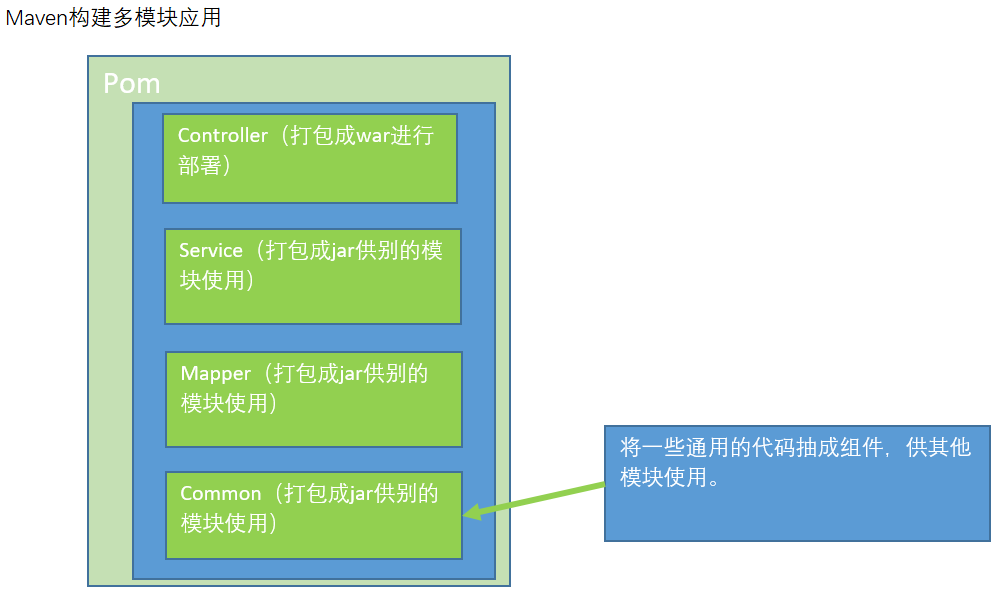 Maven构建多模块应用
Pom
Controller（打包成war进行
部署）
Service（打包成jar供别的模
块使用）
Mapper（打包成jar供别的
模块使用）
Common（打包成jar供别的
模块使用）
将一些通用的代码抽成组件，供其他
模块使用。